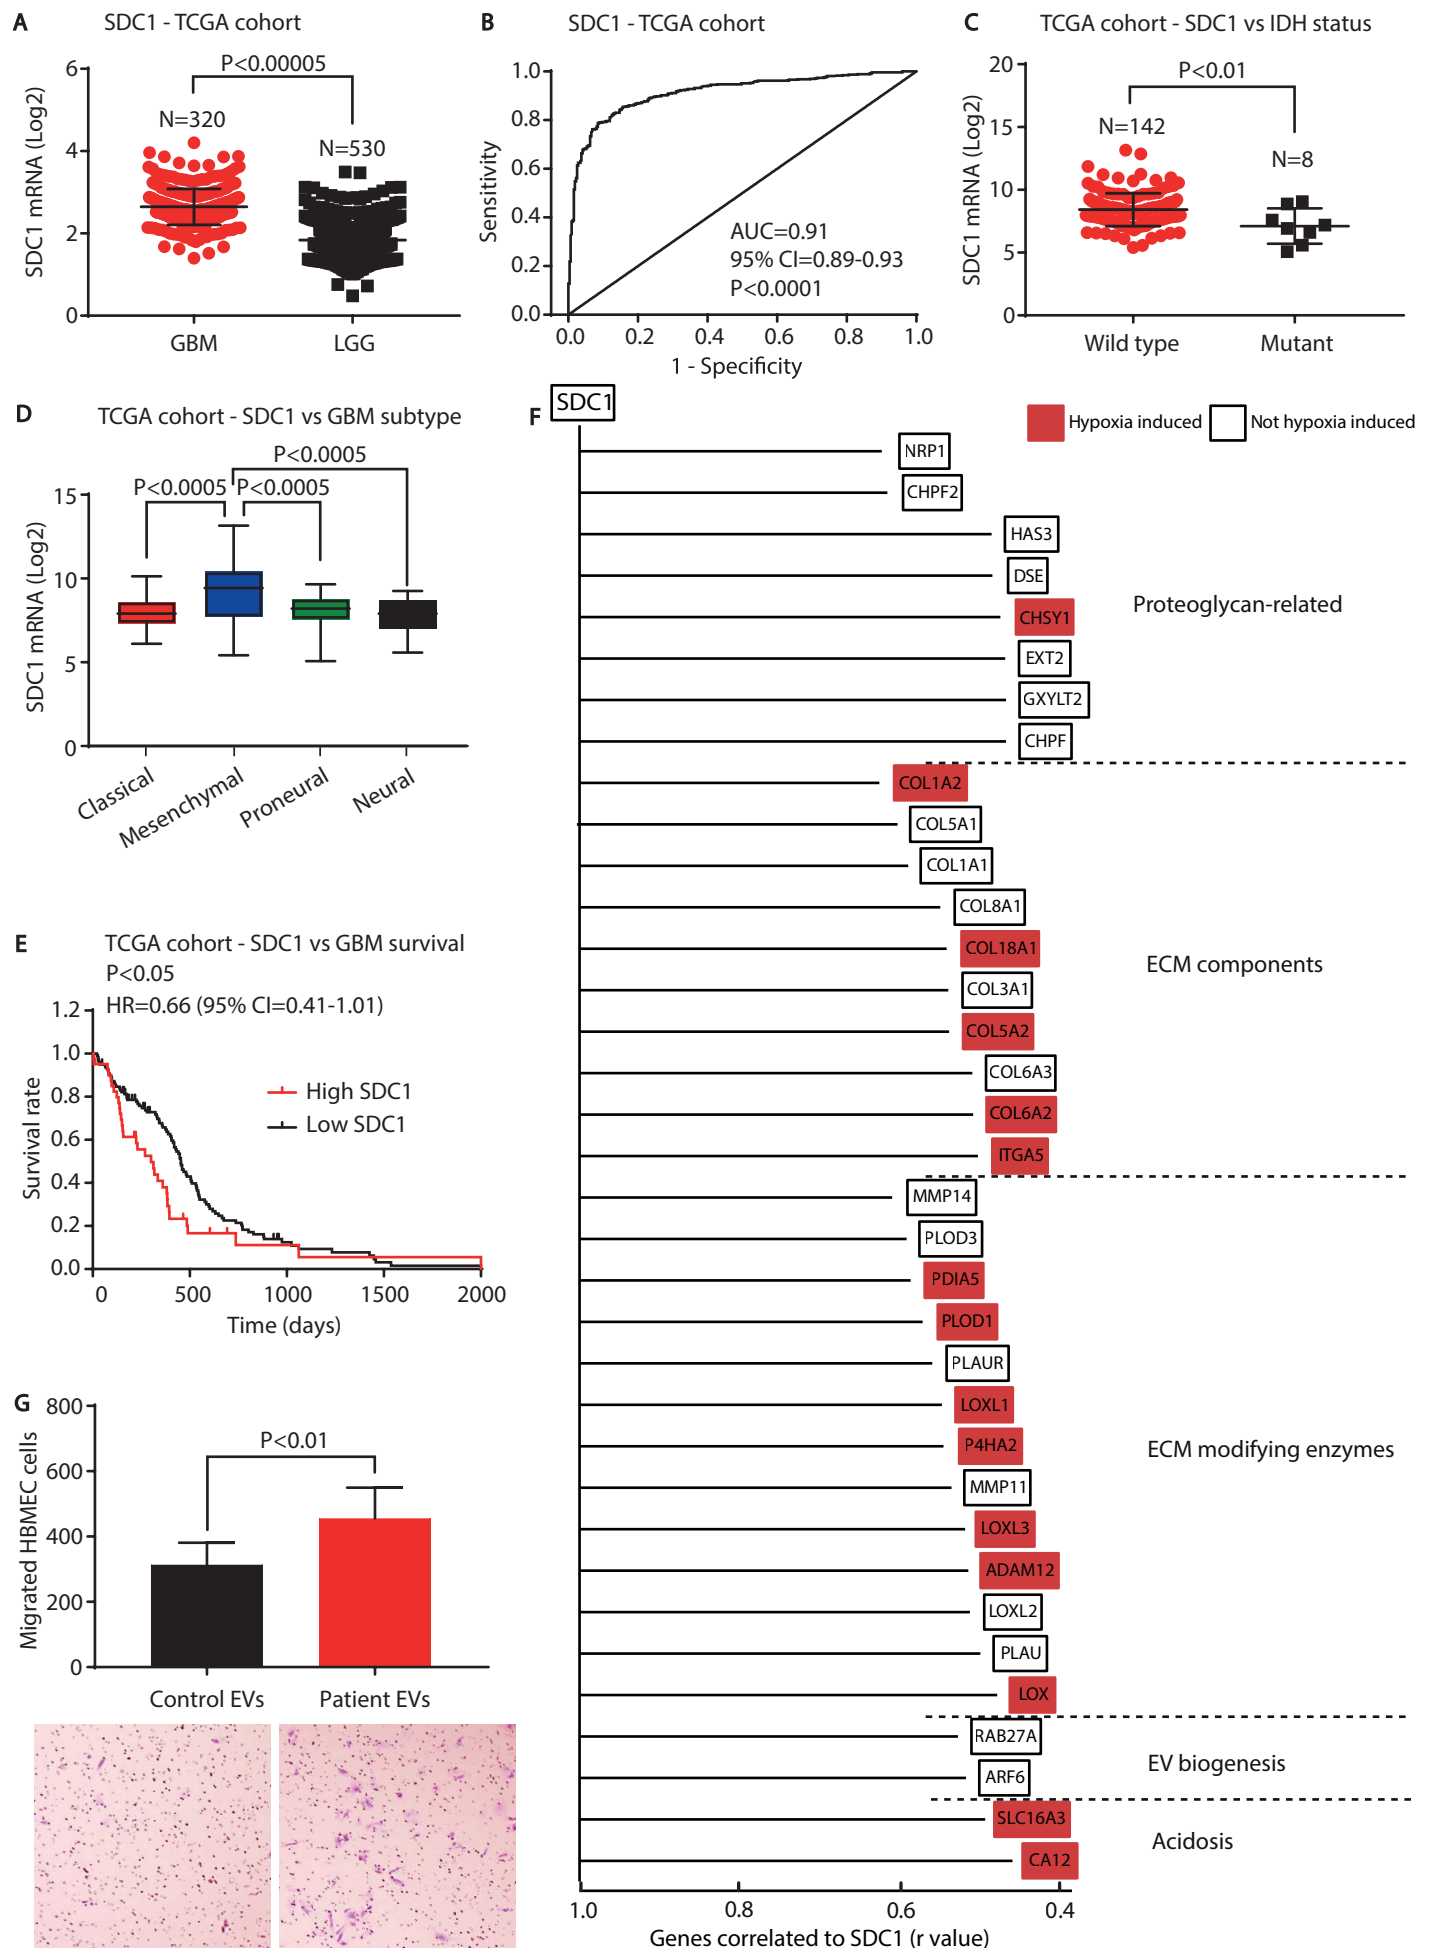 A
SDC1 - TCGA cohort
P<0.00005
N=320
N=530
SDC1 mRNA (Log2)
6
4
2
0
GBM
LGG
B
SDC1 - TCGA cohort
Sensitivity
1.0
0.8
0.6
0.4
0.2
0.0
AUC=0.91
95% CI=0.89-0.93
P<0.0001
0.0
0.2
0.4
0.6
0.8
1.0
1 - Specificity
C
TCGA cohort - SDC1 vs IDH status
P<0.01
N=142
N=8
SDC1 mRNA (Log2)
20
15
10
5
0
Wild type
Mutant
D
TCGA cohort - SDC1 vs GBM subtype
P<0.0005
P<0.0005
P<0.0005
SDC1 mRNA (Log2)
15
10
5
0
Classical
Mesenchymal
Proneural
Neural
E
TCGA cohort - SDC1 vs GBM survival
P<0.05
HR=0.66 (95% CI=0.41-1.01)
Survival rate
1.2
1.0
0.8
0.6
0.4
0.2
0.0
High SDC1
Low SDC1
0
500
1000
1500
2000
Time (days)
F
SDC1
Hypoxia induced
Not hypoxia induced
NRP1
CHPF2
HAS3
DSE
CHSY1
EXT2
GXYLT2
CHPF
Proteoglycan-related
COL1A2
COL5A1
COL1A1
COL8A1
COL18A1
COL3A1
COL5A2
COL6A3
COL6A2
ITGA5
ECM components
MMP14
PLOD3
PDIA5
PLOD1
PLAUR
LOXL1
P4HA2
MMP11
LOXL3
ADAM12
LOXL2
PLAU
LOX
ECM modifying enzymes
RAB27A
ARF6
EV biogenesis
SLC16A3
CA12
Acidosis
1.0
0.8
0.6
0.4
Genes correlated to SDC1 (r value)
G
P<0.01
Migrated HBMEC cells
800
600
400
200
0
Control EVs
Patient EVs